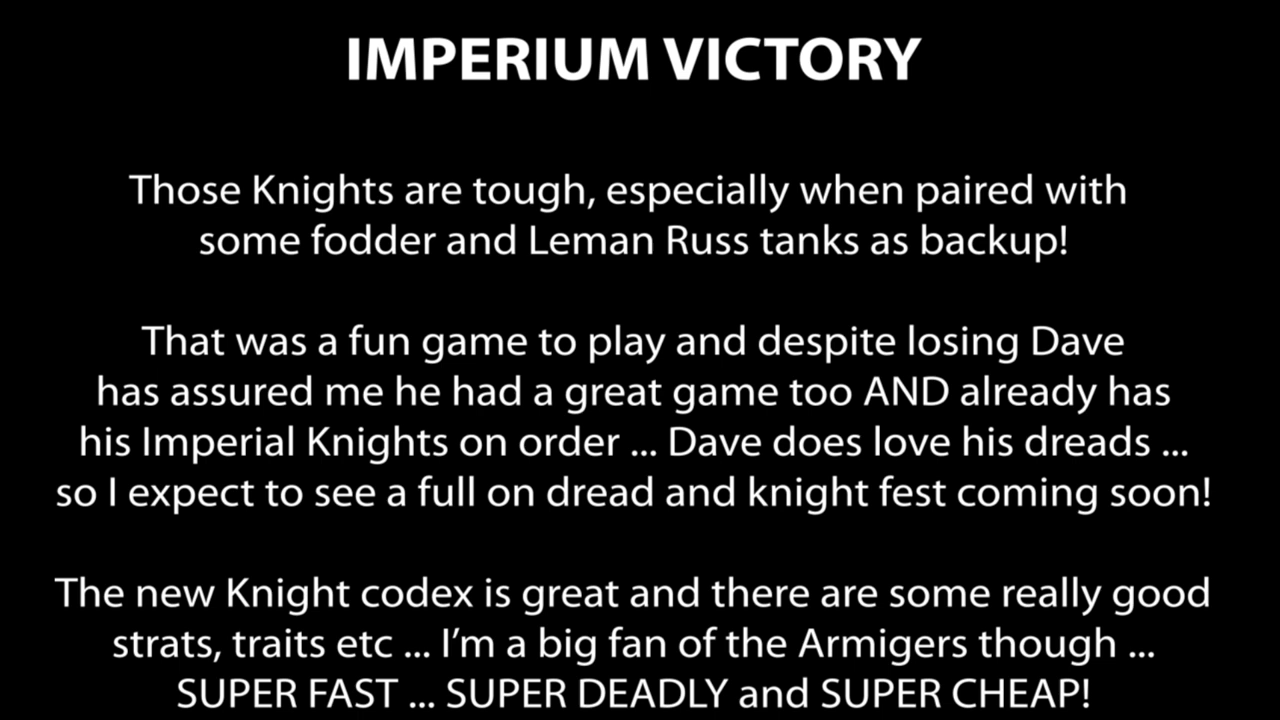 IMPERIUM VICTORY
Those Knights are tough, especially when paired with
some fodder and Leman Russ tanks as backup!
That was a fun game to play and despite losing Dave
has assured me he had a great game too AND already has
his Imperial Knights on order ... Dave does love his dreads ...
so I expect to see a full on dread and knight fest coming soon!
The new Knight codex is great and there are some really good
strats, traits etc ... I’m a big fan of the Armigers though ...
SUPER FAST ... SUPER DEADLY and SUPER CHEAP!